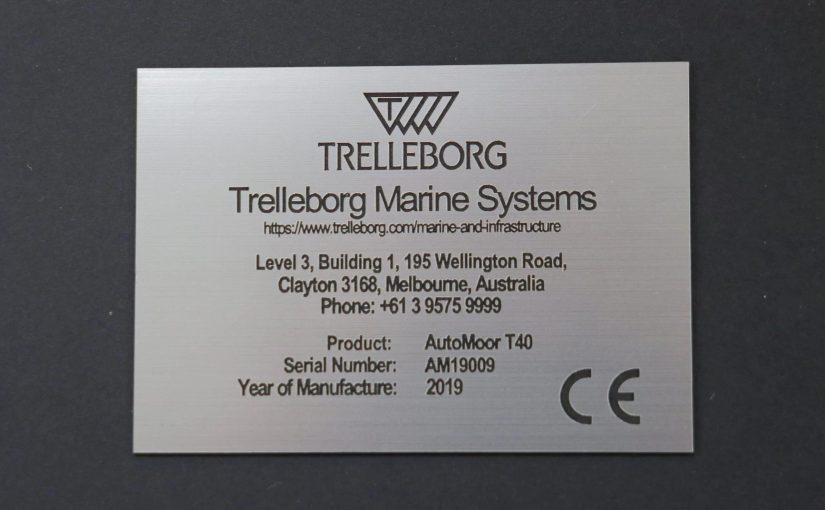 TRELLEBORG
Trelleborg Marine Systems
https://www.trelleborg.com/marine-and-infrastructure
Level 3, Building 1, 195 Wellington Road,
Clayton 3168, Melbourne, Australia
Phone: +61 3 9575 9999
Product: AutoMoor T40
Serial Number: AM19009
Year of Manufacture: 2019
CE